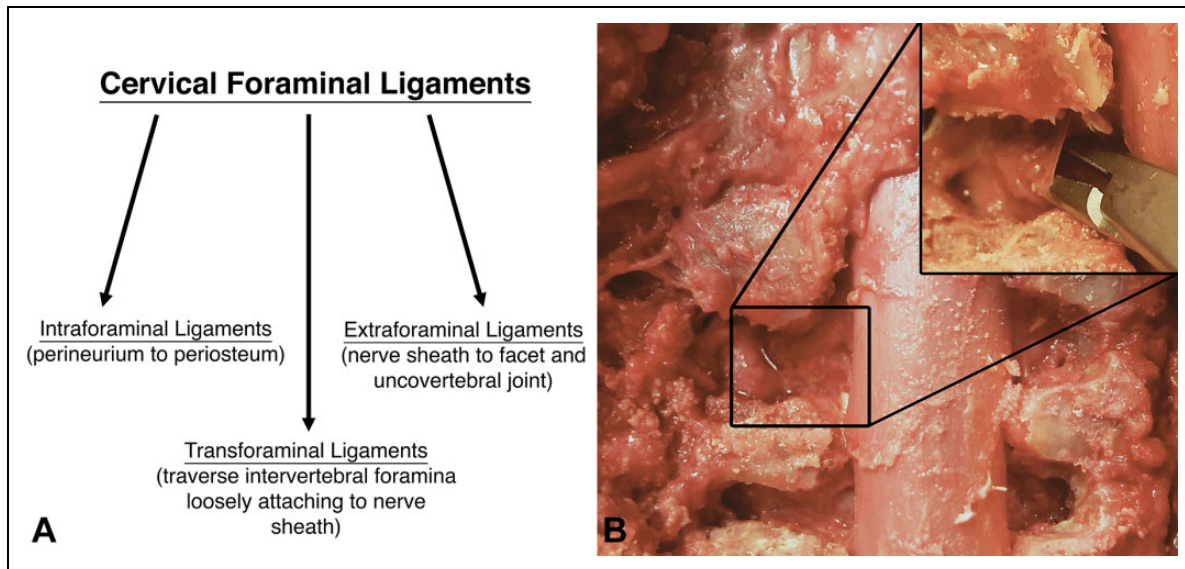 Cervical Foraminal Ligaments
Intraforaminal Ligaments
(perineurium to periosteum)
Extraforaminal Ligaments
(nerve sheath to facet and
uncovertebral joint)
Transforaminal Ligaments
(traverse intervertebral foramina
loosely attaching to nerve
sheath)
A
B